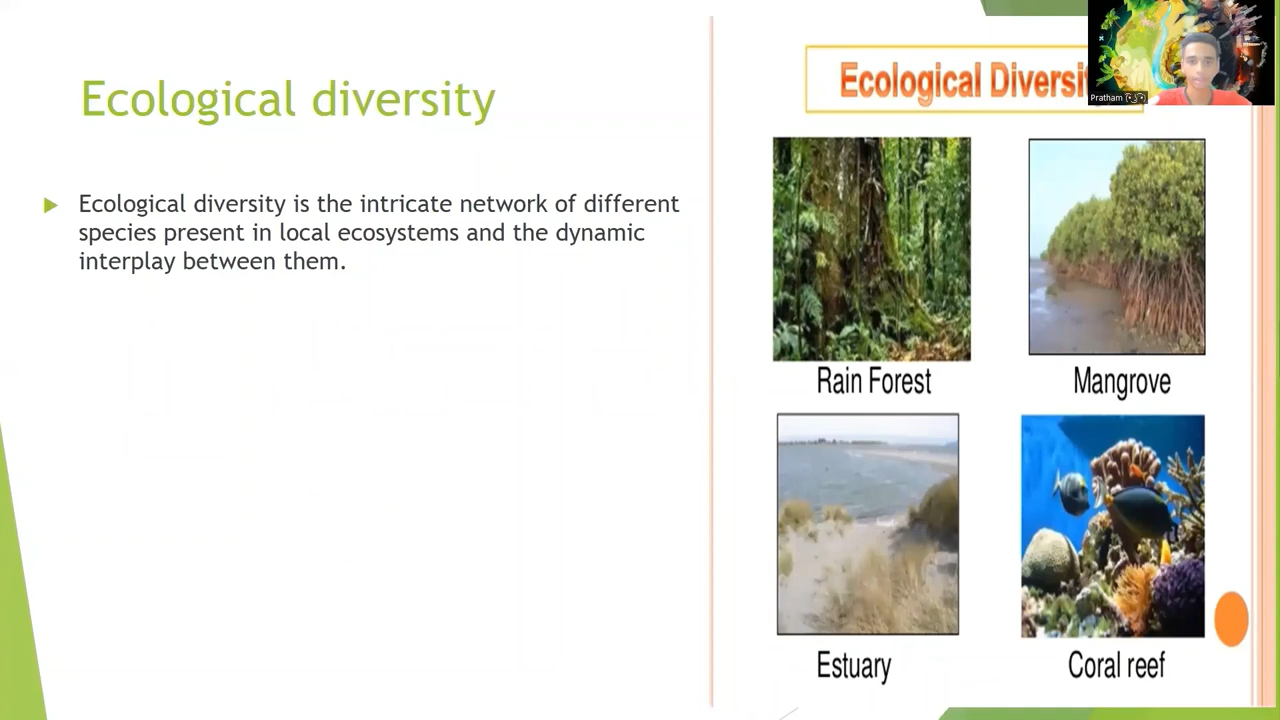 Ecological diversity
Ecological diversity is the intricate network of different
species present in local ecosystems and the dynamic
interplay between them.
Ecological
Pratham
Rain Forest
Mangrove
Estuary
Coral reef